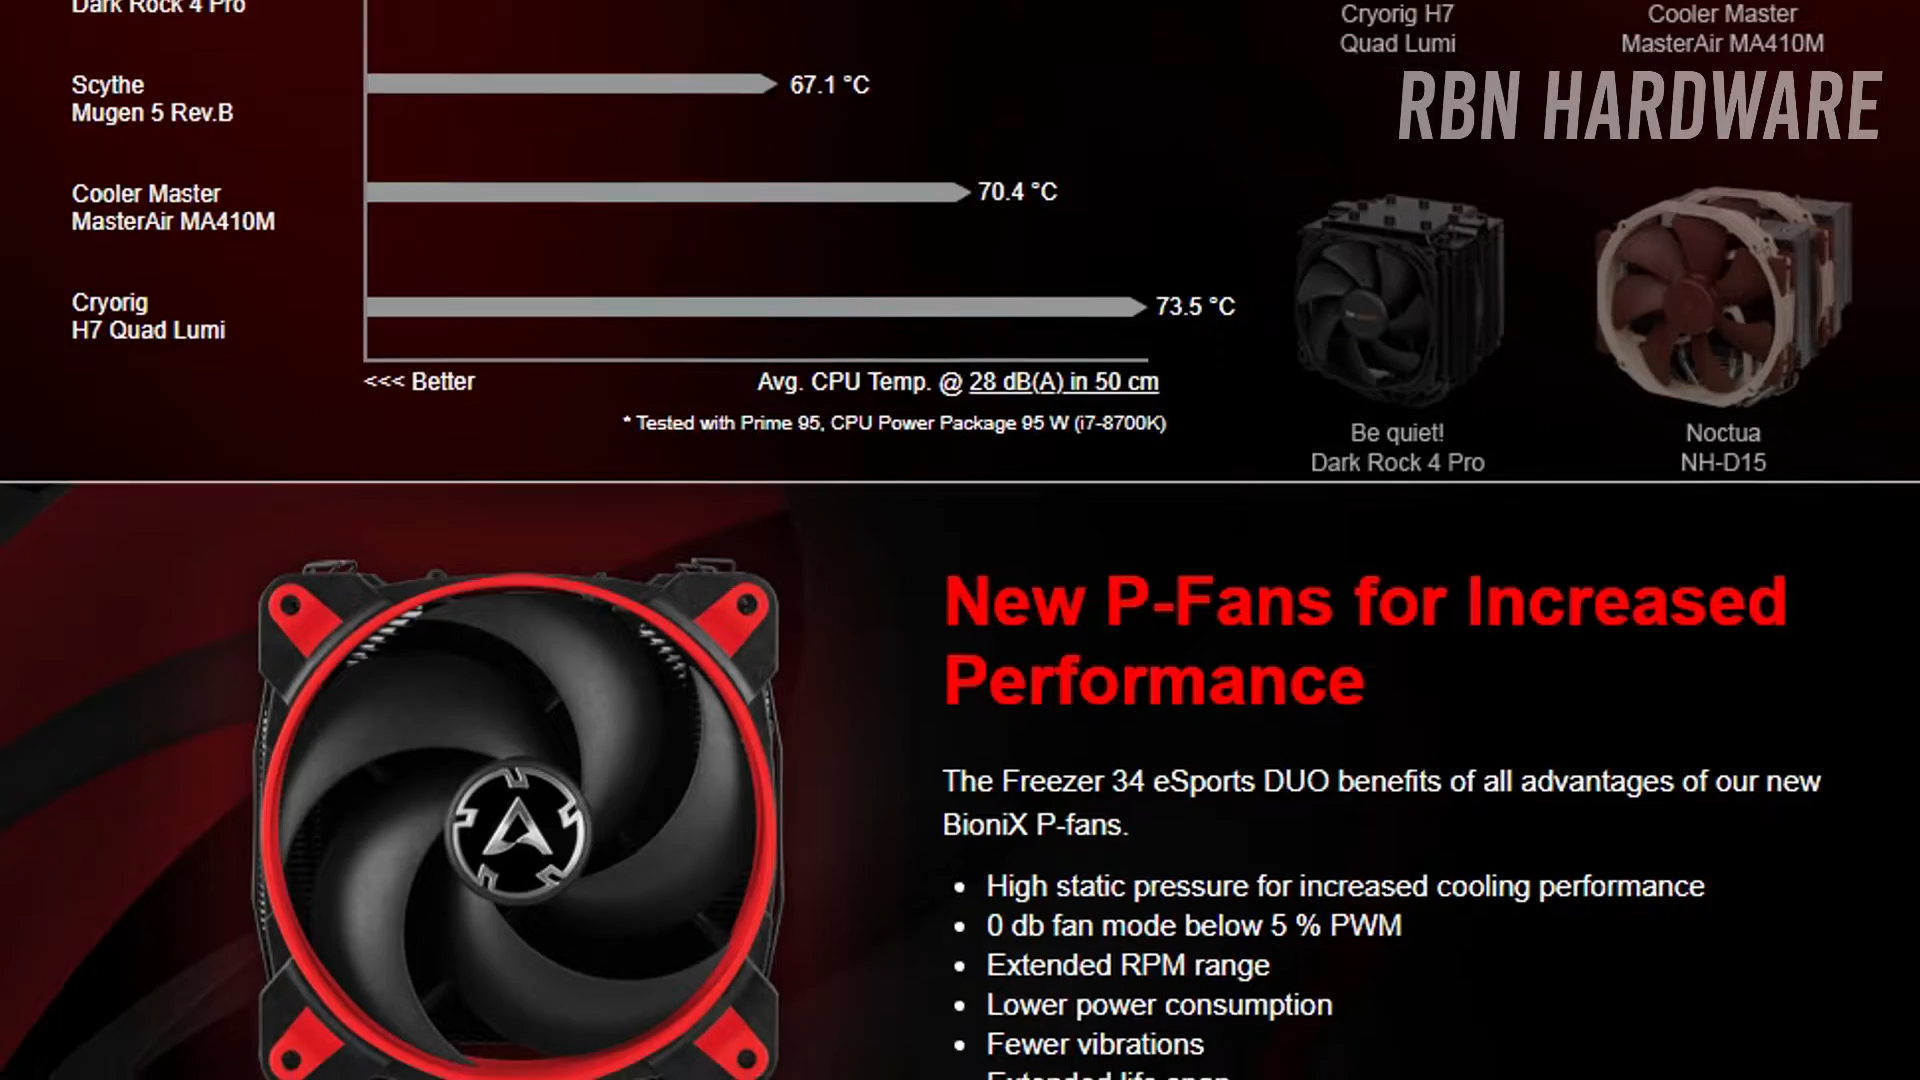 Dark Rock 4 Pro
Scythe
Mugen 5 Rev.B
67.1 °C
Cooler Master
MasterAir MA410M
70.4 °C
Cryorig
H7 Quad Lumi
73.5 °C
<<< Better
Avg. CPU Temp. @ 28 dB(A) in 50 cm
* Tested with Prime 95, CPU Power Package 95 W (i7-8700K)
Cryorig H7
Quad Lumi
Cooler Master
MasterAir MA410M
RBN HARDWARE
Be quiet!
Dark Rock 4 Pro
Noctua
NH-D15
New P-Fans for Increased
Performance
The Freezer 34 eSports DUO benefits of all advantages of our new
BioniX P-fans.
• High static pressure for increased cooling performance
• 0 db fan mode below 5 % PWM
• Extended RPM range
• Lower power consumption
• Fewer vibrations
Extended life span